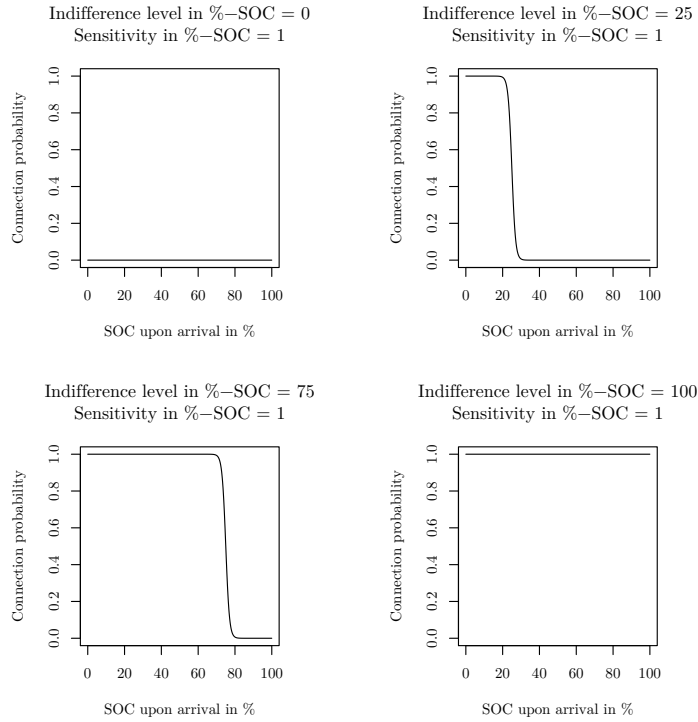 Indifference level in %−SOC = 0
Sensitivity in %−SOC = 1
Connection probability
0.0 0.2 0.4 0.6 0.8 1.0
0 20 40 60 80 100
SOC upon arrival in %
Indifference level in %−SOC = 25
Sensitivity in %−SOC = 1
Connection probability
0.0 0.2 0.4 0.6 0.8 1.0
0 20 40 60 80 100
SOC upon arrival in %
Indifference level in %−SOC = 75
Sensitivity in %−SOC = 1
Connection probability
0.0 0.2 0.4 0.6 0.8 1.0
0 20 40 60 80 100
SOC upon arrival in %
Indifference level in %−SOC = 100
Sensitivity in %−SOC = 1
Connection probability
0.0 0.2 0.4 0.6 0.8 1.0
0 20 40 60 80 100
SOC upon arrival in %